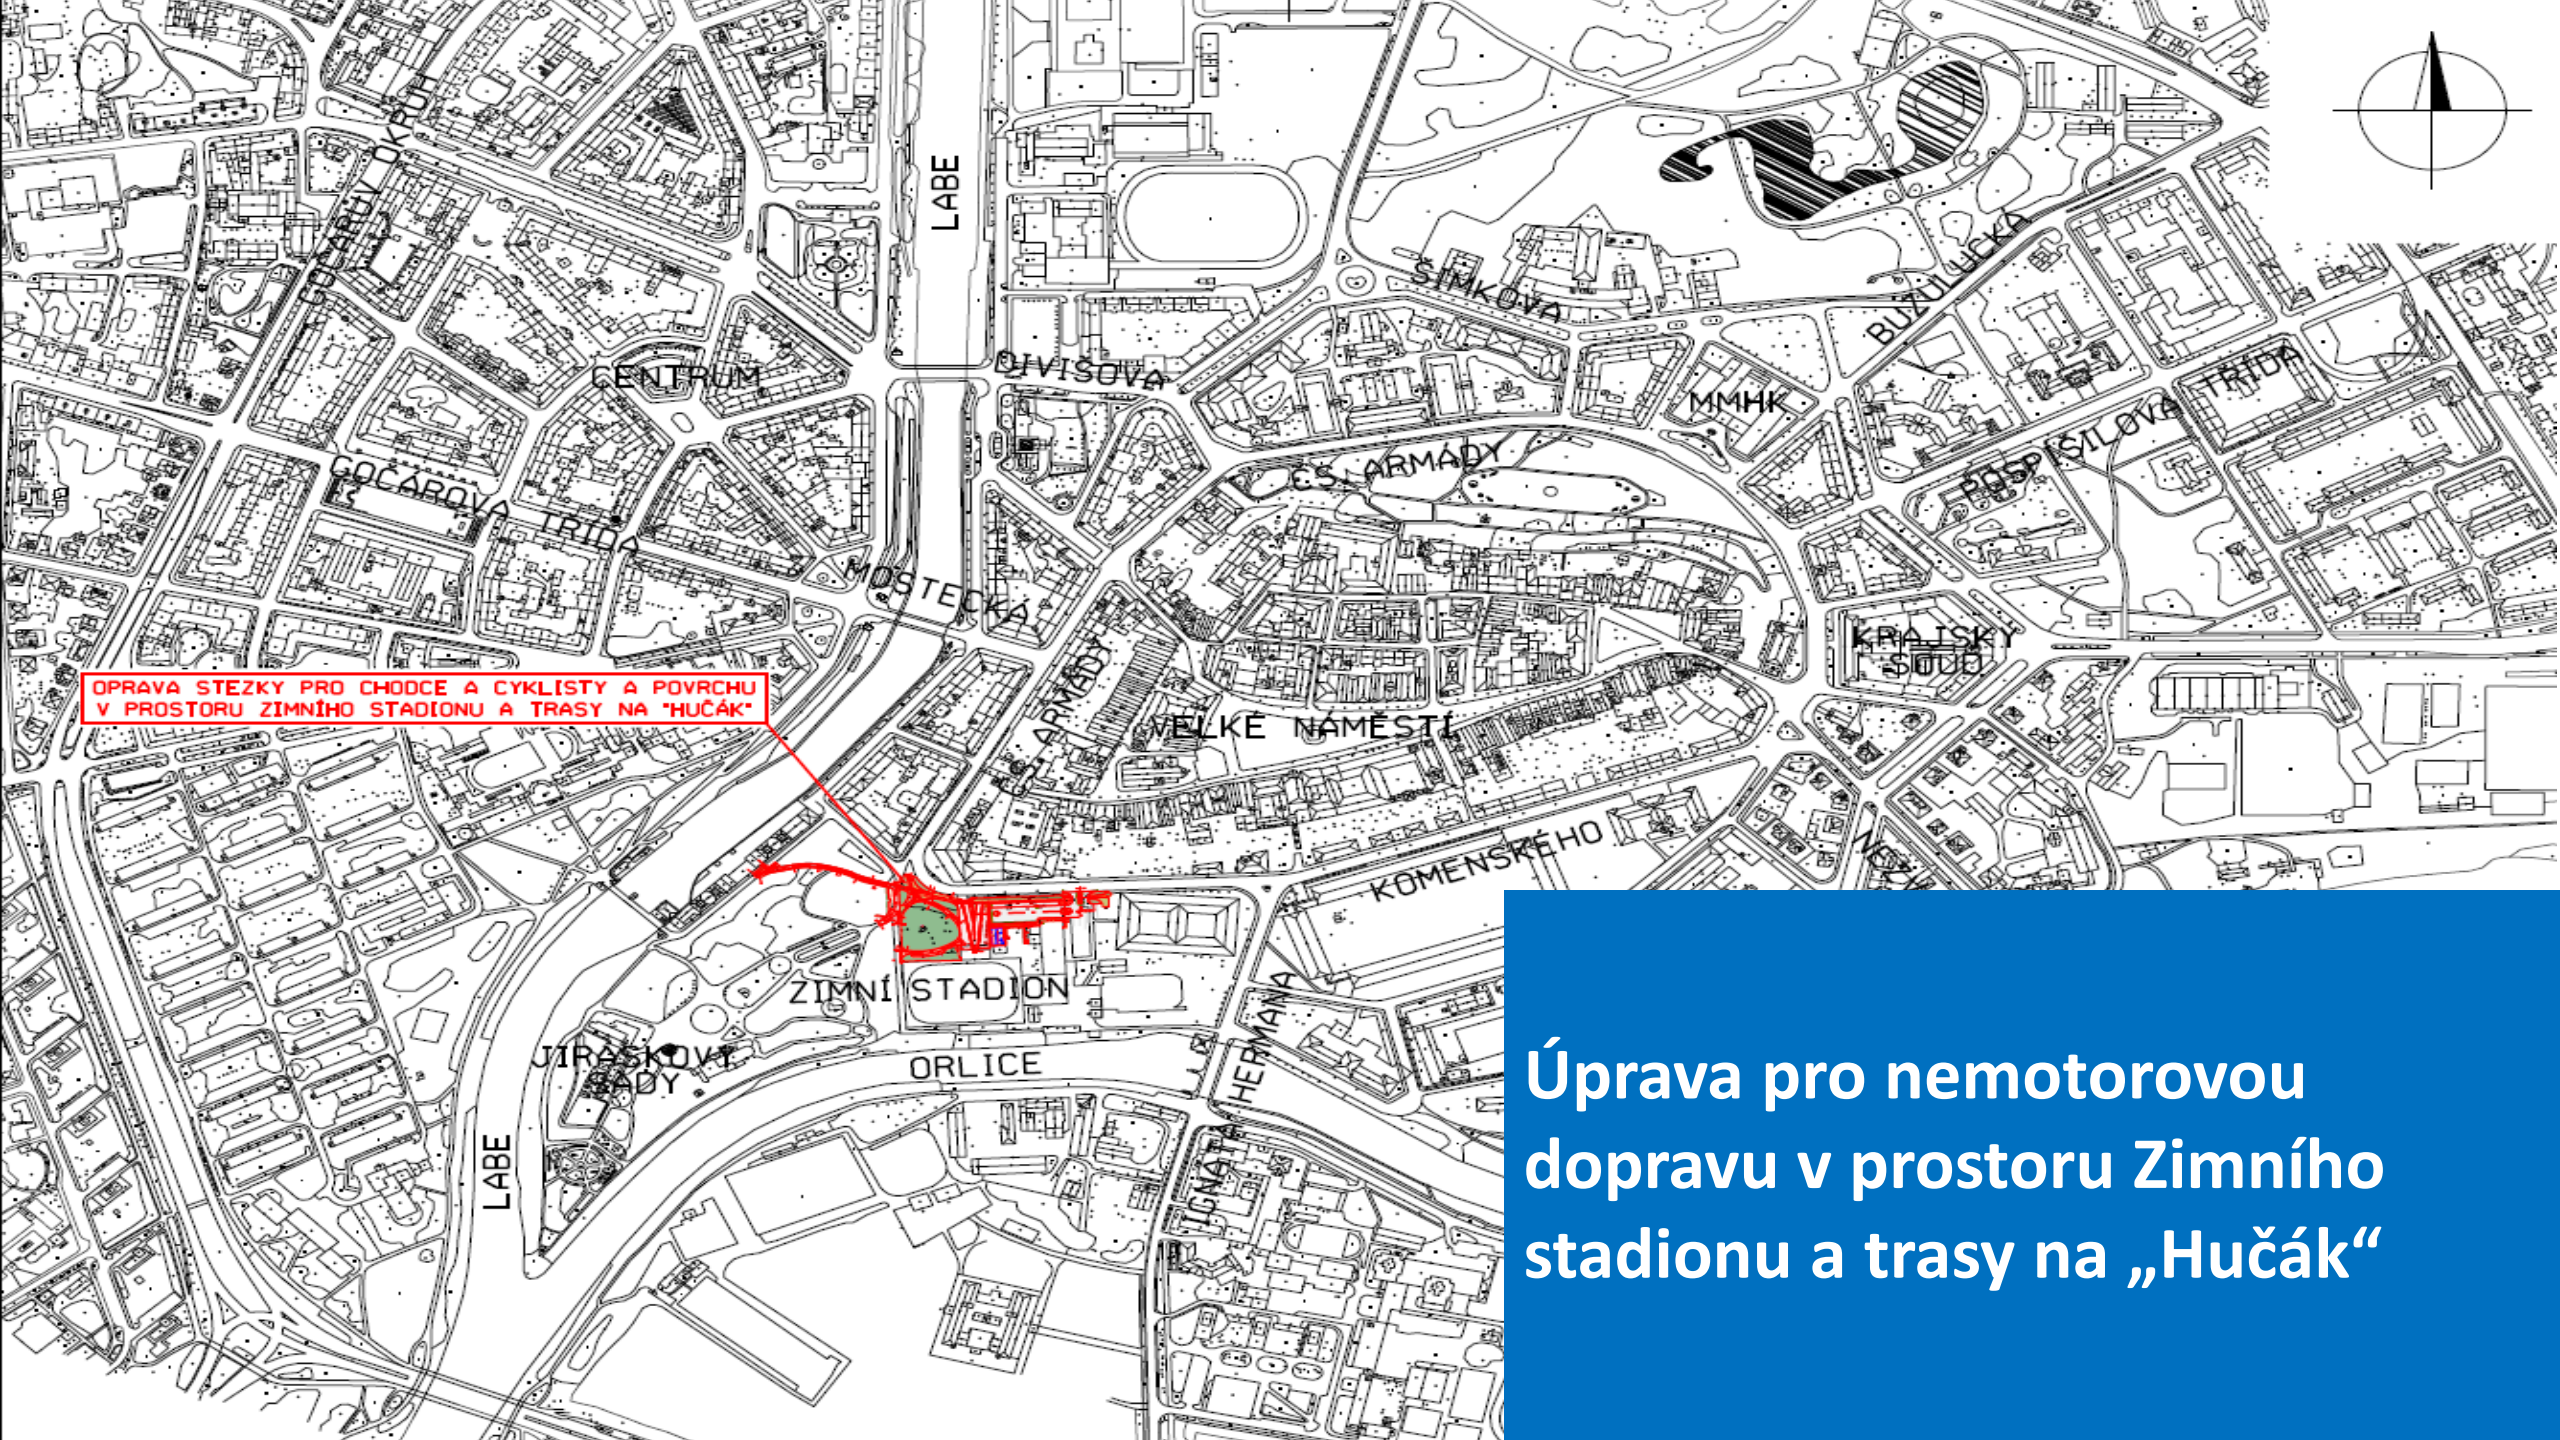 LABE
GOČÁRŮV OKRUH
ŠIMKOVA
BUZULUCKÁ
DIVIŠOVA
CENTRUM
MMHK
POSPÍŠILOVA TŘÍDA
ČS. ARMÁDY
GOČÁROVA TŘÍDA
MOSTECKÁ
KRAJSKÝ
SOUD
OPRAVA STEZKY PRO CHODCE A CYKLISTY A POVRCHU
V PROSTORU ZIMNÍHO STADIONU A TRASY NA "HUČÁK"
ČS. ARMÁDY
VELKÉ NÁMĚSTÍ
KOMENSKÉHO
ZIMNÍ STADION
JIRÁSKOVY
SADY
ORLICE
IGNÁTA HERMANA
LABE
Úprava pro nemotorovou
dopravu v prostoru Zimního
stadionu a trasy na „Hučák“